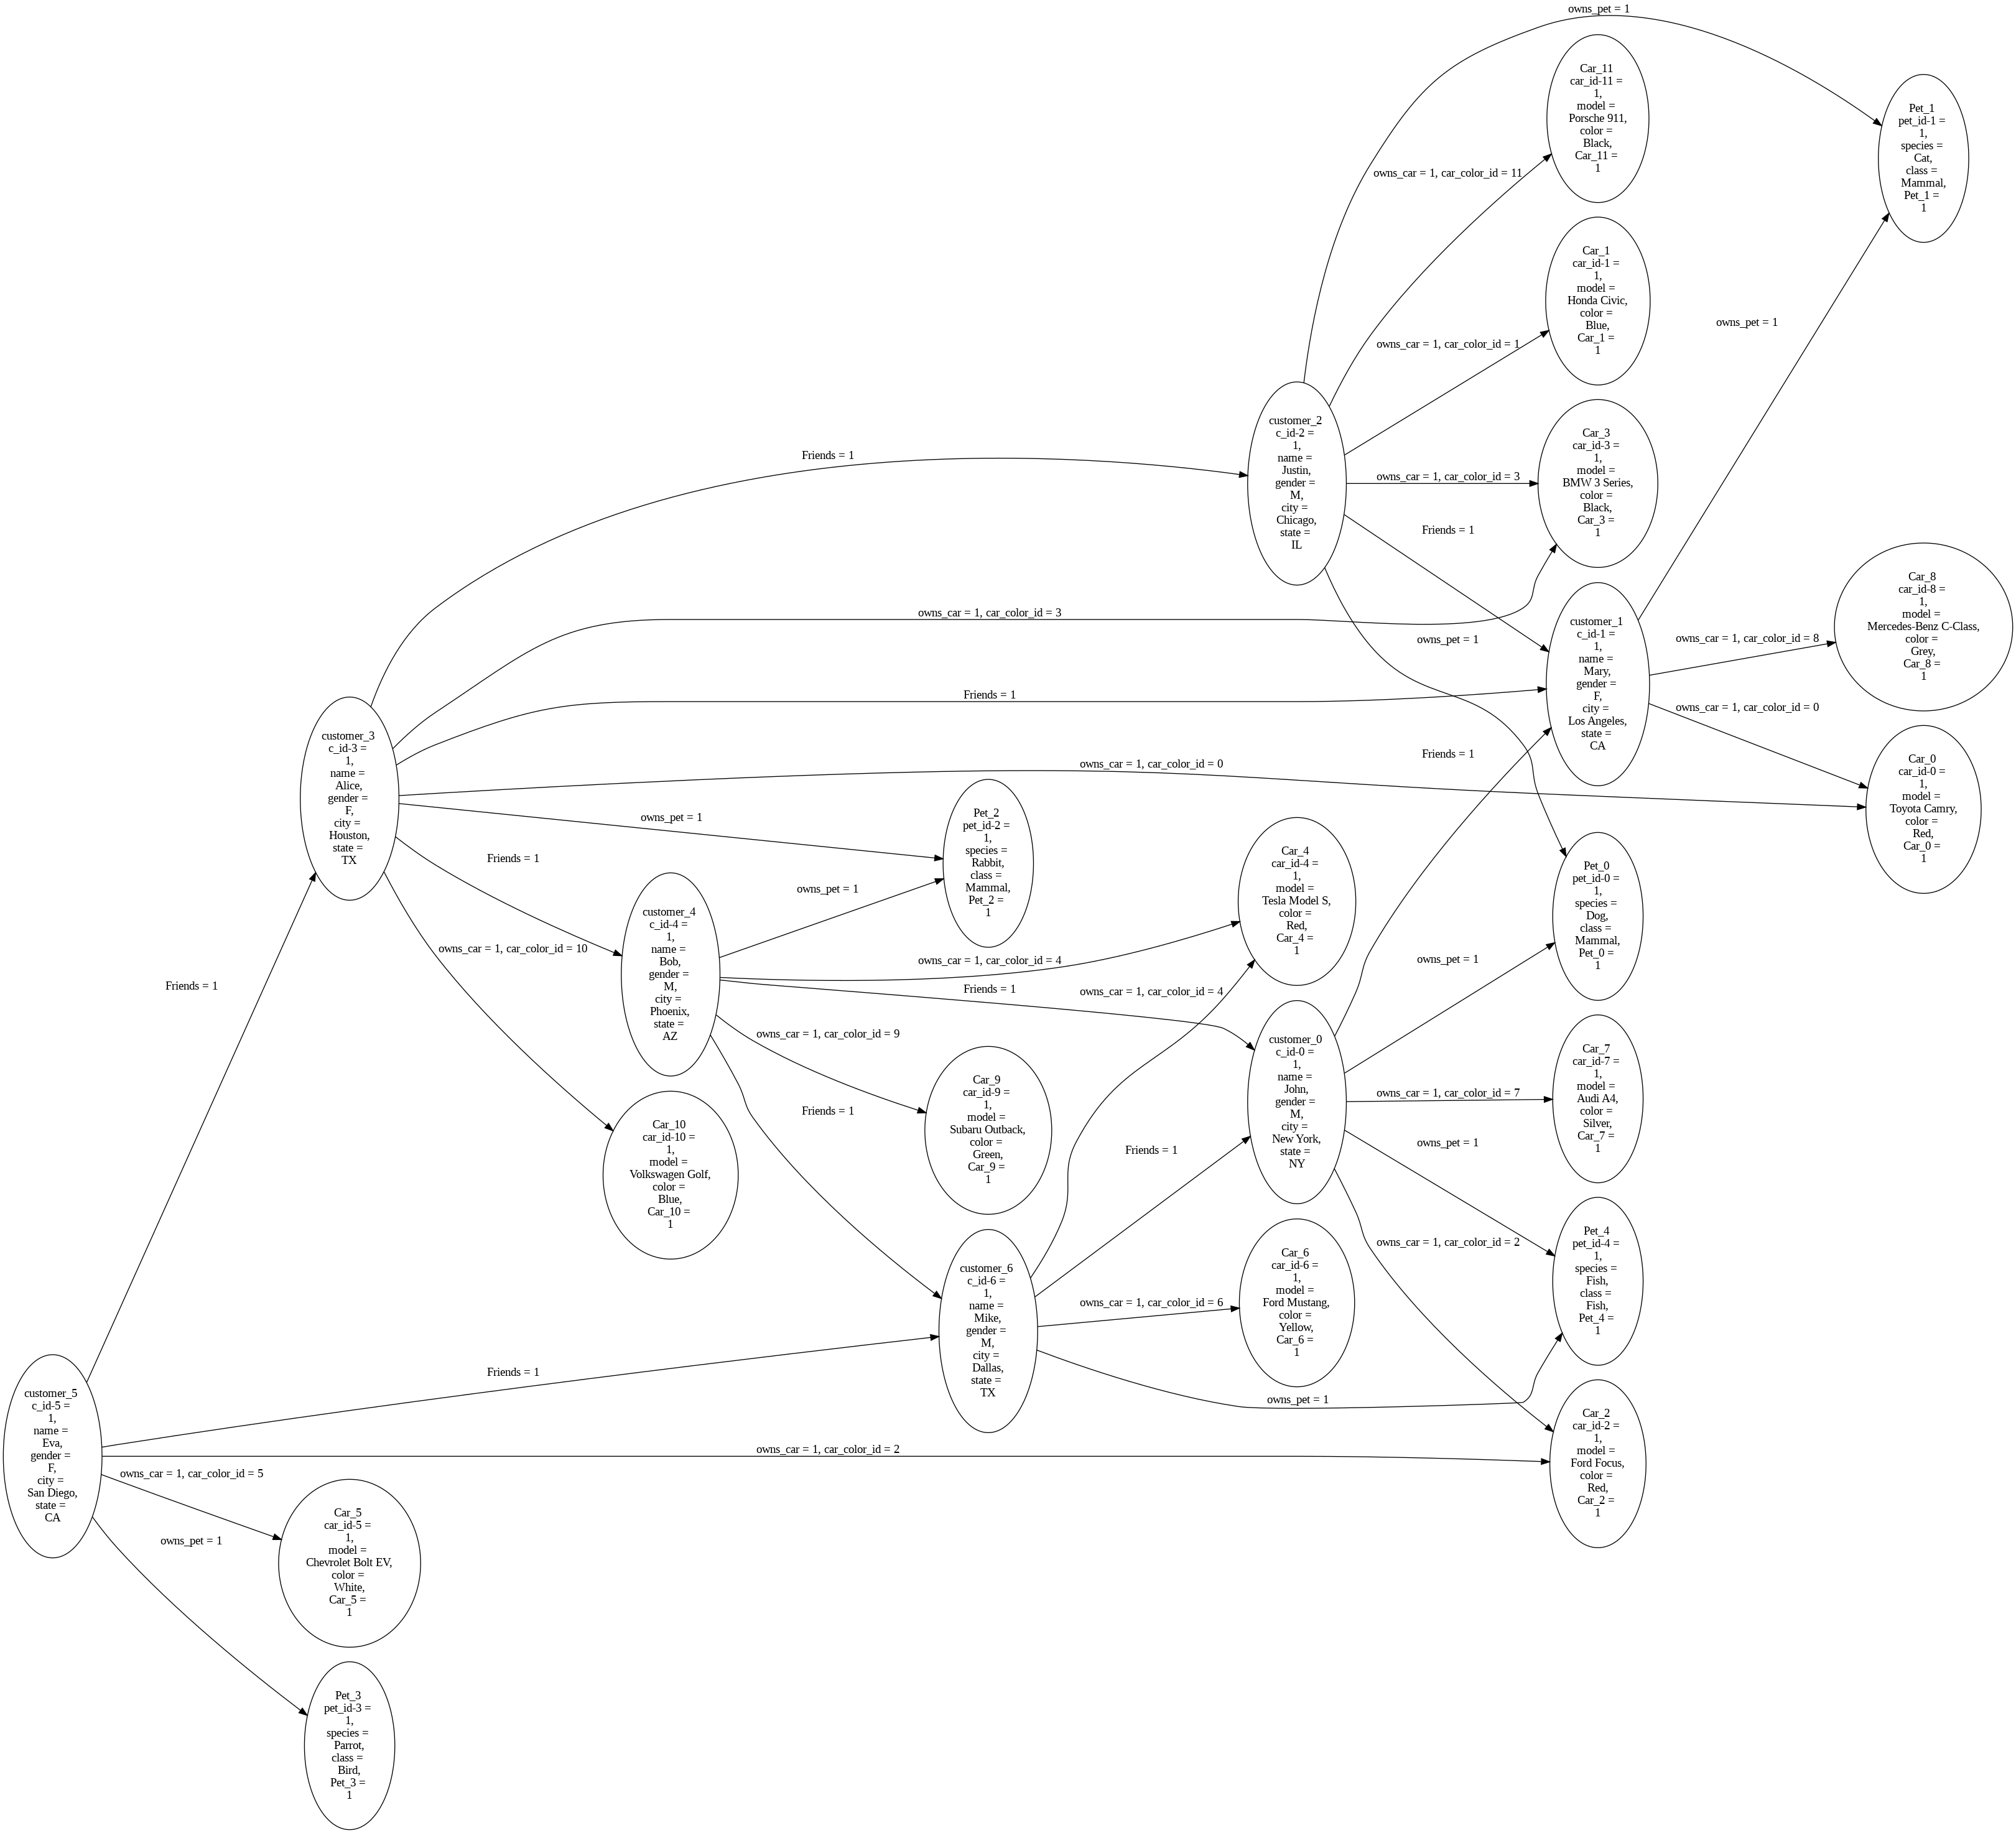 owns_pet = 1
Car_11
car_id-11 =
1,
model =
Porsche 911,
color =
Black,
Car_11 =
1
Pet_1
pet_id-1 =
1,
species =
Cat,
class =
Mammal,
Pet_1 =
1
owns_car = 1, car_color_id = 11
Car_1
car_id-1 =
1,
model =
Honda Civic,
color =
Blue,
Car_1 =
1
owns_pet = 1
owns_car = 1, car_color_id = 1
customer_2
c_id-2 =
1,
name =
Justin,
gender =
M,
city =
Chicago,
state =
IL
Car_3
car_id-3 =
1,
model =
BMW 3 Series,
color =
Black,
Car_3 =
1
Friends = 1
owns_car = 1, car_color_id = 3
Friends = 1
Car_8
car_id-8 =
1,
model =
Mercedes-Benz C-Class,
color =
Grey,
Car_8 =
1
owns_car = 1, car_color_id = 3
customer_1
c_id-1 =
1,
name =
Mary,
gender =
F,
city =
Los Angeles,
state =
CA
owns_pet = 1
owns_car = 1, car_color_id = 8
Friends = 1
owns_car = 1, car_color_id = 0
customer_3
c_id-3 =
1,
name =
Alice,
gender =
F,
city =
Houston,
state =
TX
Friends = 1
owns_car = 1, car_color_id = 0
Car_0
car_id-0 =
1,
model =
Toyota Camry,
color =
Red,
Car_0 =
1
owns_pet = 1
Pet_2
pet_id-2 =
1,
species =
Rabbit,
class =
Mammal,
Pet_2 =
1
Car_4
car_id-4 =
1,
model =
Tesla Model S,
color =
Red,
Car_4 =
1
Pet_0
pet_id-0 =
1,
species =
Dog,
class =
Mammal,
Pet_0 =
1
Friends = 1
owns_pet = 1
customer_4
c_id-4 =
1,
name =
Bob,
gender =
M,
city =
Phoenix,
state =
AZ
owns_car = 1, car_color_id = 10
owns_car = 1, car_color_id = 4
owns_pet = 1
Friends = 1
Friends = 1
owns_car = 1, car_color_id = 4
owns_car = 1, car_color_id = 9
customer_0
c_id-0 =
1,
name =
John,
gender =
M,
city =
New York,
state =
NY
Car_7
car_id-7 =
1,
model =
Audi A4,
color =
Silver,
Car_7 =
1
owns_car = 1, car_color_id = 7
Car_9
car_id-9 =
1,
model =
Subaru Outback,
color =
Green,
Car_9 =
1
Car_10
car_id-10 =
1,
model =
Volkswagen Golf,
color =
Blue,
Car_10 =
1
Friends = 1
Friends = 1
owns_pet = 1
owns_car = 1, car_color_id = 2
Pet_4
pet_id-4 =
1,
species =
Fish,
class =
Fish,
Pet_4 =
1
Car_6
car_id-6 =
1,
model =
Ford Mustang,
color =
Yellow,
Car_6 =
1
customer_6
c_id-6 =
1,
name =
Mike,
gender =
M,
city =
Dallas,
state =
TX
owns_car = 1, car_color_id = 6
Friends = 1
owns_pet = 1
customer_5
c_id-5 =
1,
name =
Eva,
gender =
F,
city =
San Diego,
state =
CA
owns_car = 1, car_color_id = 2
Car_2
car_id-2 =
1,
model =
Ford Focus,
color =
Red,
Car_2 =
1
owns_car = 1, car_color_id = 5
Car_5
car_id-5 =
1,
model =
Chevrolet Bolt EV,
color =
White,
Car_5 =
1
owns_pet = 1
Pet_3
pet_id-3 =
1,
species =
Parrot,
class =
Bird,
Pet_3 =
1